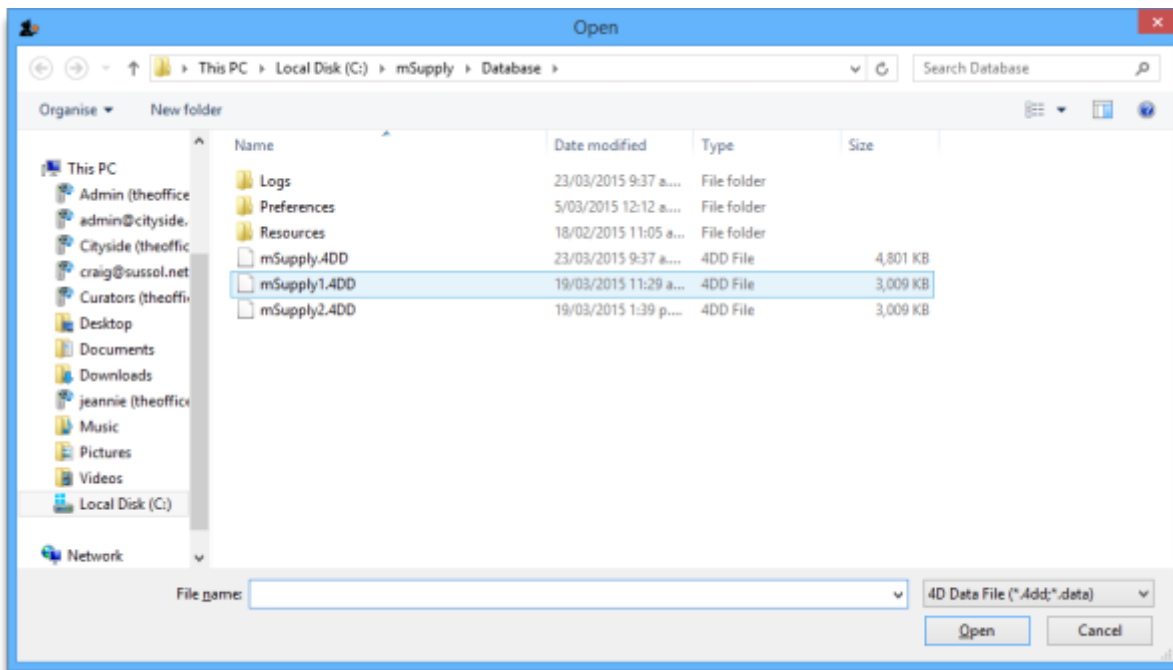 Open
This PC Local Disk (C:) mSupply Database
Search Database
Organise New folder
Name Date modified Type Size
This PC
Admin (theoffice
admin@cityside.
Cityside (theoffic
craig@sussol.net
Curators (theoffi
Desktop
Documents
Downloads
jeannie (theoffice
Music
Pictures
Videos
Local Disk (C:)
Network
Logs 23/03/2015 9:37 a.... File folder
Preferences 5/03/2015 12:12 a.... File folder
Resources 18/02/2015 11:05 a... File folder
mSupply.4DD 23/03/2015 9:37 a.... 4DD File 4,801 KB
mSupply1.4DD 19/03/2015 11:29 a... 4DD File 3,009 KB
mSupply2.4DD 19/03/2015 1:39 p.... 4DD File 3,009 KB
File name: 4D Data File (*.4dd;*.data)
Open Cancel